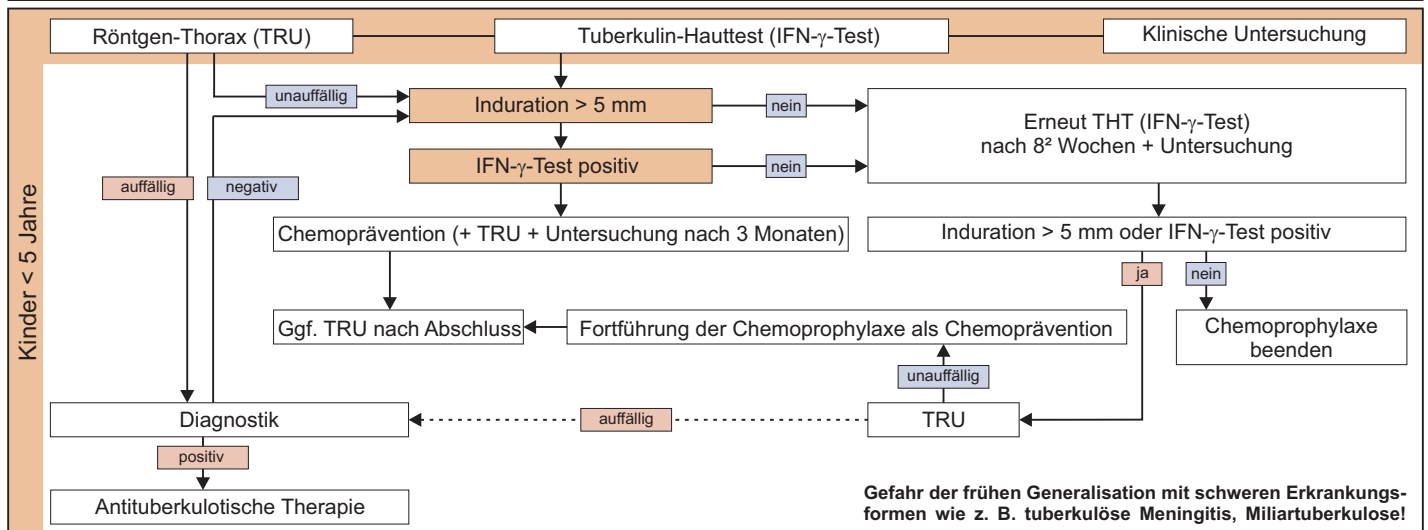 Röntgen-Thorax (TRU)
Tuberkulin-Hauttest (IFN-γ-Test)
Klinische Untersuchung
Kinder < 5 Jahre
unauffällig
Induration > 5 mm
nein
Erneut THT (IFN-γ-Test)
nach 8² Wochen + Untersuchung
IFN-γ-Test positiv
nein
auffällig
negativ
Chemoprävention (+ TRU + Untersuchung nach 3 Monaten)
Induration > 5 mm oder IFN-γ-Test positiv
ja
nein
Ggf. TRU nach Abschluss
Fortführung der Chemoprophylaxe als Chemoprävention
Chemoprophylaxe
beenden
unauffällig
Diagnostik
auffällig
TRU
positiv
Antituberkulotische Therapie
Gefahr der frühen Generalisation mit schweren Erkrankungs-
formen wie z. B. tuberkulöse Meningitis, Miliartuberkulose!